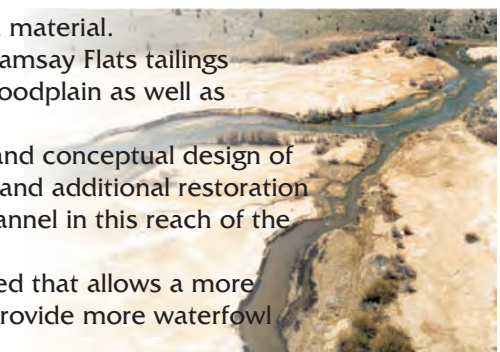 material.
amsay Flats tailings
oodplain as well as
and conceptual design of
and additional restoration
annel in this reach of the
ed that allows a more
rovide more waterfowl